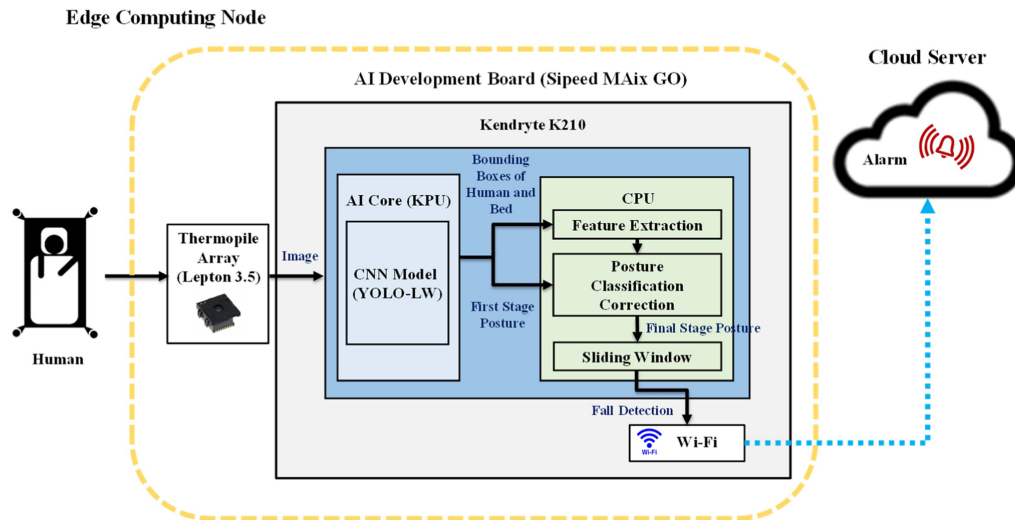 Edge Computing Node
Cloud Server
AI Development Board (Sipeed MAix GO)
Kendryte K210
Alarm
Bounding
Boxes of
Human and
Bed
AI Core (KPU)
CPU
Feature Extraction
Thermopile
Array
(Lepton 3.5)
Image
CNN Model
(YOLO-LW)
Posture
Classification
Correction
First Stage
Posture
Final Stage Posture
Human
Sliding Window
Fall Detection
Wi-Fi
Wi-Fi